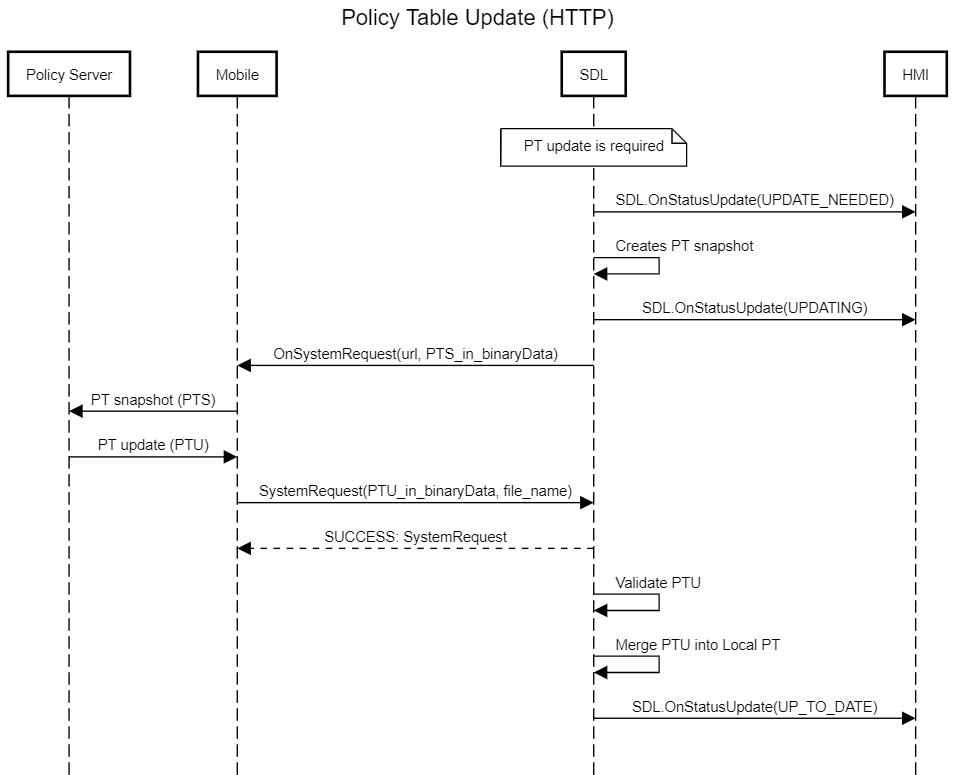 Policy Table Update (HTTP)
Policy Server
Mobile
SDL
HMI
PT update is required
SDL.OnStatusUpdate(UPDATE_NEEDED)
Creates PT snapshot
SDL.OnStatusUpdate(UPDATING)
OnSystemRequest(url, PTS_in_binaryData)
PT snapshot (PTS)
PT update (PTU)
SystemRequest(PTU_in_binaryData, file_name)
SUCCESS: SystemRequest
Validate PTU
Merge PTU into Local PT
SDL.OnStatusUpdate(UP_TO_DATE)